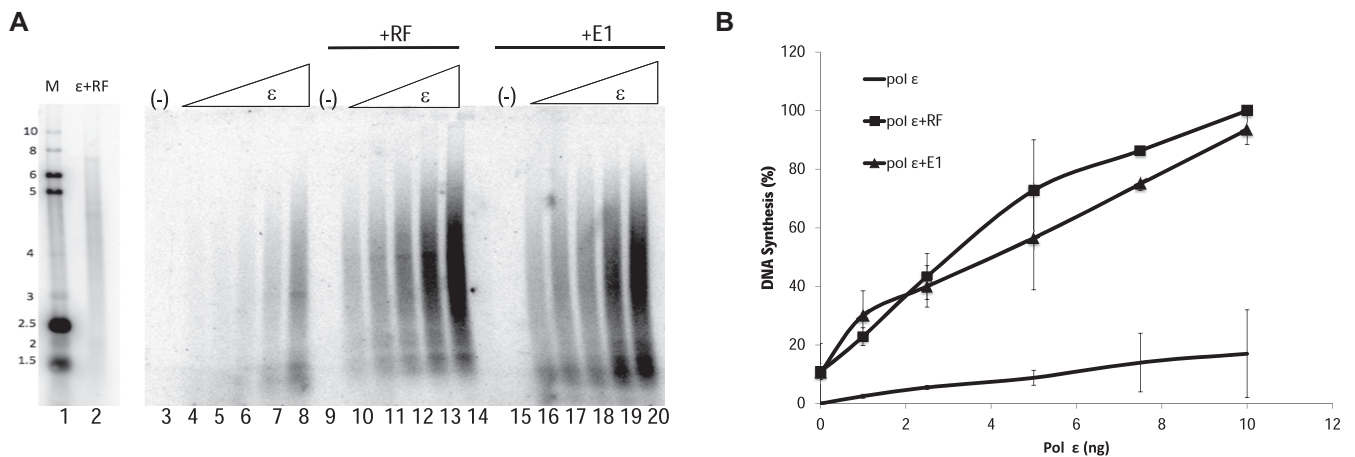 A
+RF
+E1
M ε+RF
(-) ε (-) ε (-) ε
10
8
6
5
4
3
2.5
2
1.5
1 2 3 4 5 6 7 8 9 10 11 12 13 14 15 16 17 18 19 20
B
120
100
80
60
40
20
0
DNA Synthesis (%)
pol ε
pol ε+RF
pol ε+E1
0 2 4 6 8 10 12
Pol ε (ng)